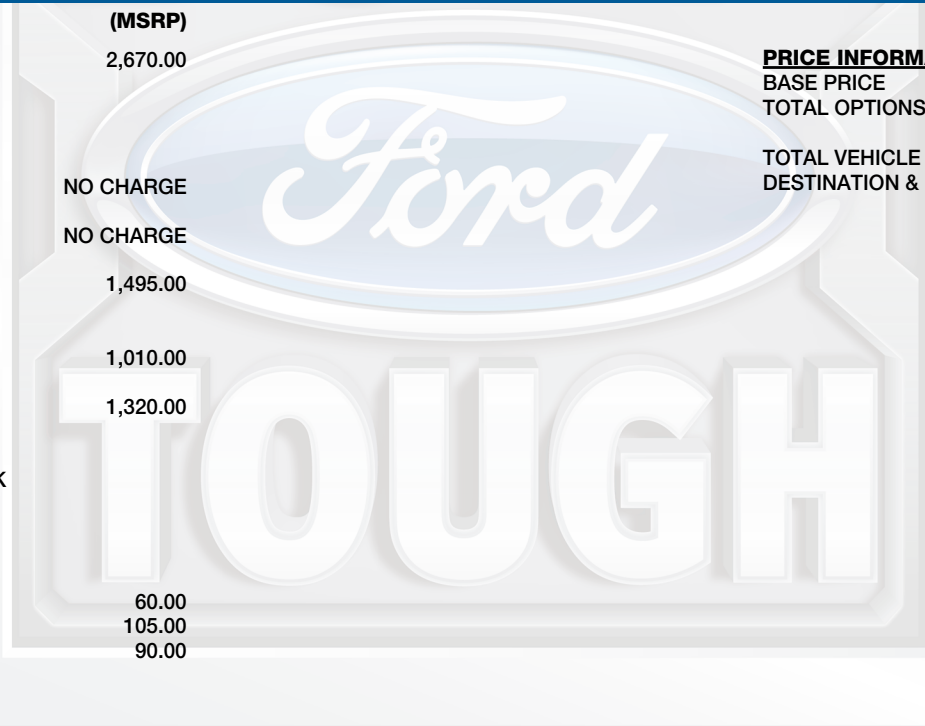 (MSRP)
2,670.00
NO CHARGE
NO CHARGE
1,495.00
1,010.00
1,320.00
K
60.00
105.00
90.00
PRICE INFORMA
BASE PRICE
TOTAL OPTIONS
TOTAL VEHICLE
DESTINATION &
Ford
TOUGH